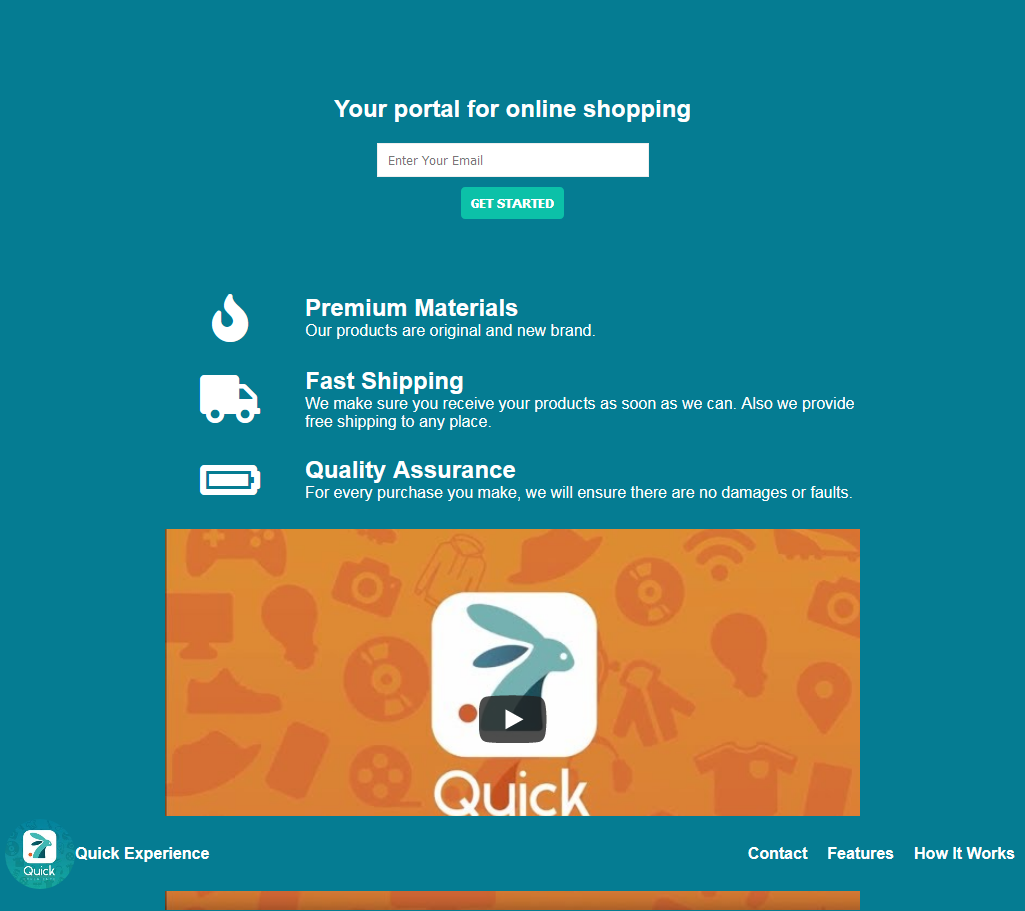 Your portal for online shopping
Enter Your Email
GET STARTED
Premium Materials
Our products are original and new brand.
Fast Shipping
We make sure you receive your products as soon as we can. Also we provide
free shipping to any place.
Quality Assurance
For every purchase you make, we will ensure there are no damages or faults.
Quick
Quick
Quick Experience
Contact
Features
How It Works